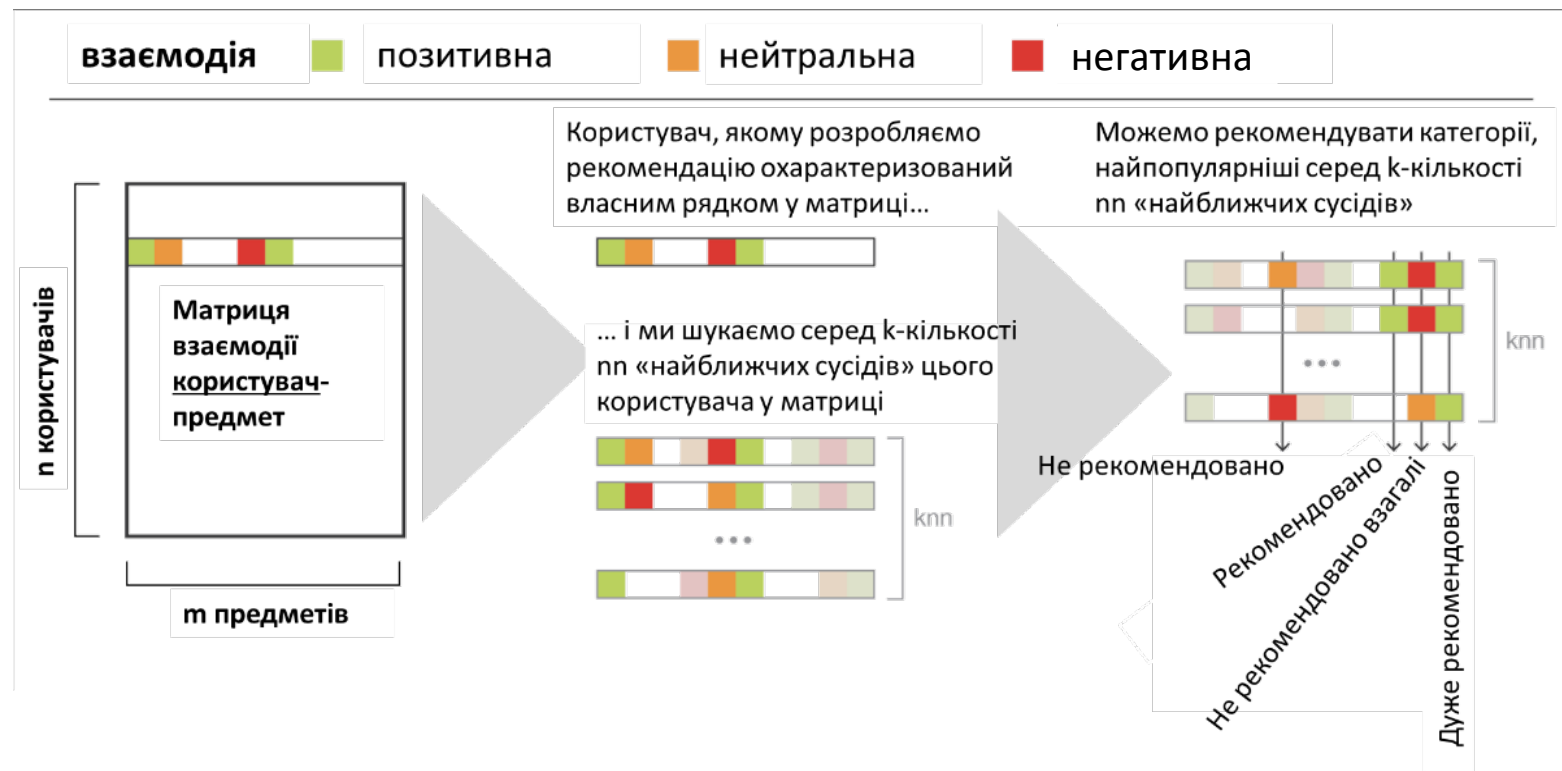 взаємодія позитивна нейтральна негативна
Користувач, якому розробляємо
рекомендацію охарактеризований
власним рядком у матриці...
Можемо рекомендувати категорії,
найпопулярніші серед k-кількості
nn «найближчих сусідів»
n користувачів
Матриця
взаємодії
користувач-
предмет
m предметів
... і ми шукаємо серед k-кількості
nn «найближчих сусідів» цього
користувача у матриці
knn
knn
Не рекомендовано
Рекомендовано
Не рекомендовано взагалі
Дуже рекомендовано